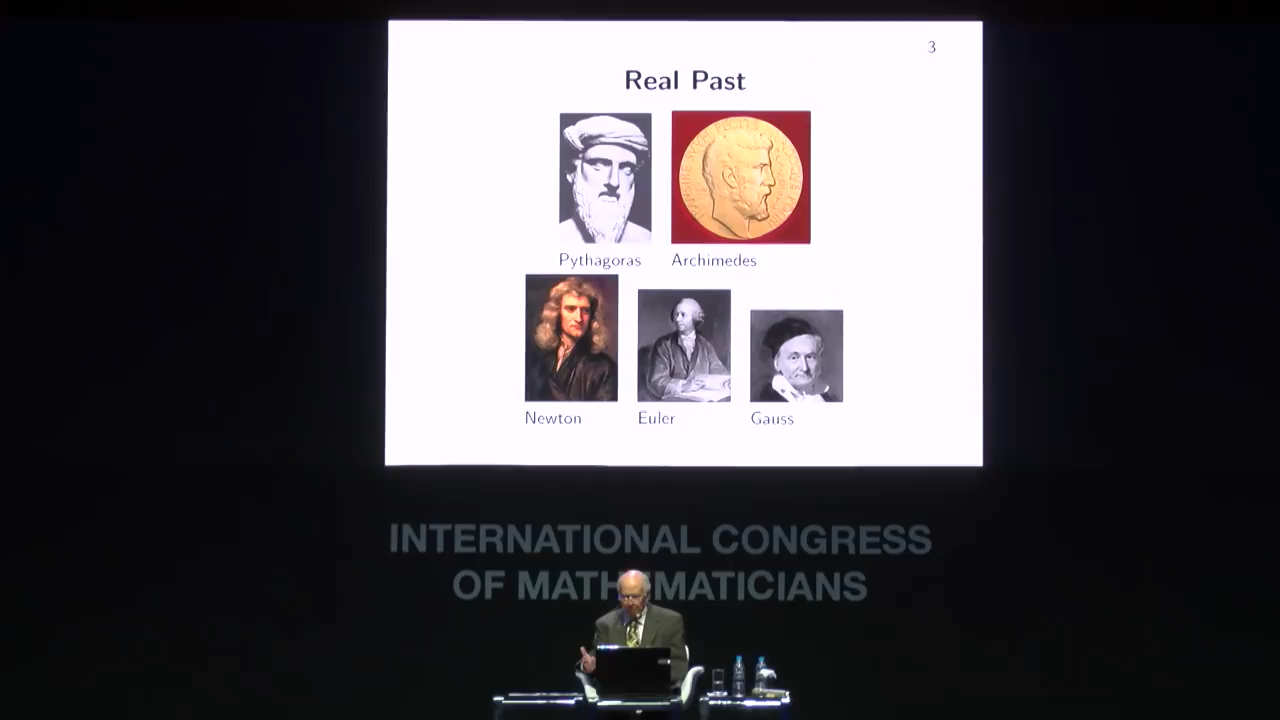 3
Real Past
Pythagoras Archimedes
Newton Euler Gauss
INTERNATIONAL CONGRESS
OF MATHEMATICIANS